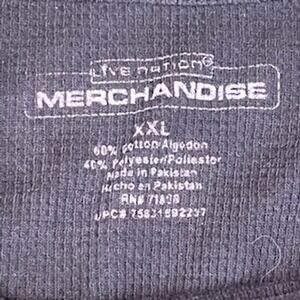 Live nation®
MERCHANDISE
XXL
60% Cotton/Algodon
40% Polyester/Poliester
Made in Pakistan
Hecho en Pakistan
RN#
UPC#